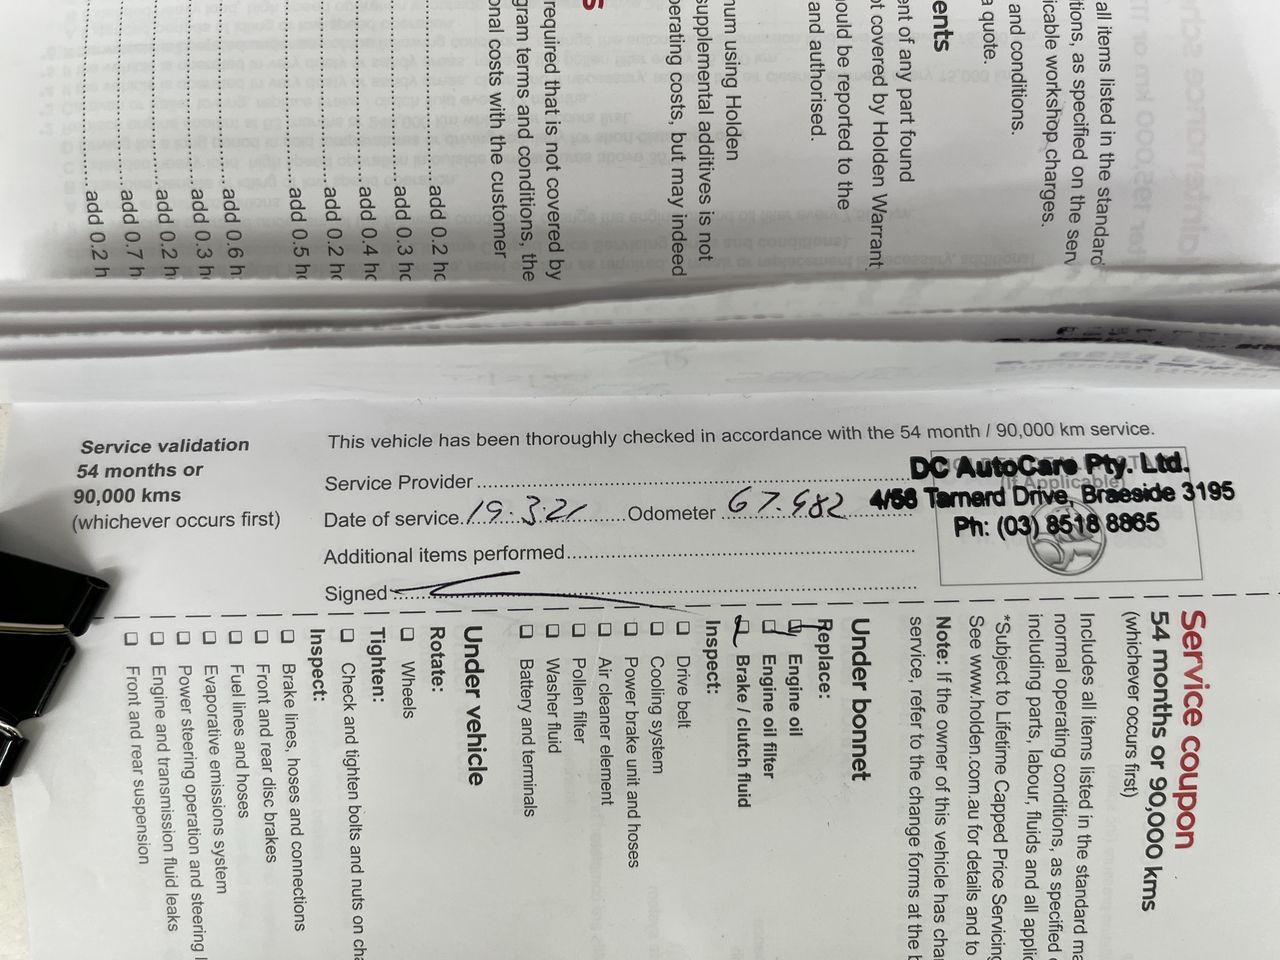 all items listed in the standard
tions, as specified on the serv
icable workshop charges.
and conditions.
a quote.
ents
ent of any part found
t covered by Holden Warrant
ould be reported to the
and authorised.
num using Holden
supplemental additives is not
perating costs, but may indeed
s
required that is not covered by
gram terms and conditions, the
onal costs with the customer
add 0.2 ho
add 0.3 ho
add 0.4 ho
add 0.2 ho
add 0.5 ho
add 0.6 h
add 0.3 h
add 0.2 h
add 0.7 h
add 0.2 h
Service validation
54 months or
90,000 kms
(whichever occurs first)
This vehicle has been thoroughly checked in accordance with the 54 month / 90,000 km service.
Service Provider
Date of service 19.3.21 Odometer
Additional items performed
Signed
(If Applicable)
DC AutoCare Pty. Ltd.
Tarnard Drive, Braeside 3195
Ph: (03) 8518 8865
Service coupon
54 months or 90,000 kms
(whichever occurs first)
Includes all items listed in the standard ma
normal operating conditions, as specified
including parts, labour, fluids and all applic
*Subject to Lifetime Capped Price Servicing
See www.holden.com.au for details and to
Note: If the owner of this vehicle has chan
service, refer to the change forms at the b
Under bonnet
Replace:
Engine oil
Engine oil filter
Brake / clutch fluid
Inspect:
Drive belt
Cooling system
Power brake unit and hoses
Air cleaner element
Pollen filter
Washer fluid
Battery and terminals
Under vehicle
Rotate:
Wheels
Tighten:
Check and tighten bolts and nuts on cha
Inspect:
Brake lines, hoses and connections
Front and rear disc brakes
Fuel lines and hoses
Evaporative emissions system
Power steering operation and steering l
Engine and transmission fluid leaks
Front and rear suspension